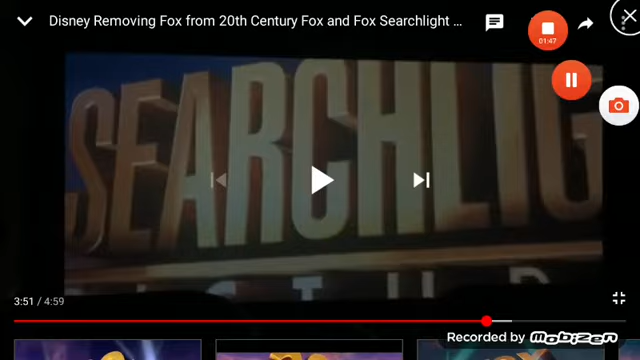 Disney Removing Fox from 20th Century Fox and Fox Searchlight ...
01:47
SEARCHLIG
3:51 / 4:59
Recorded by mobizen